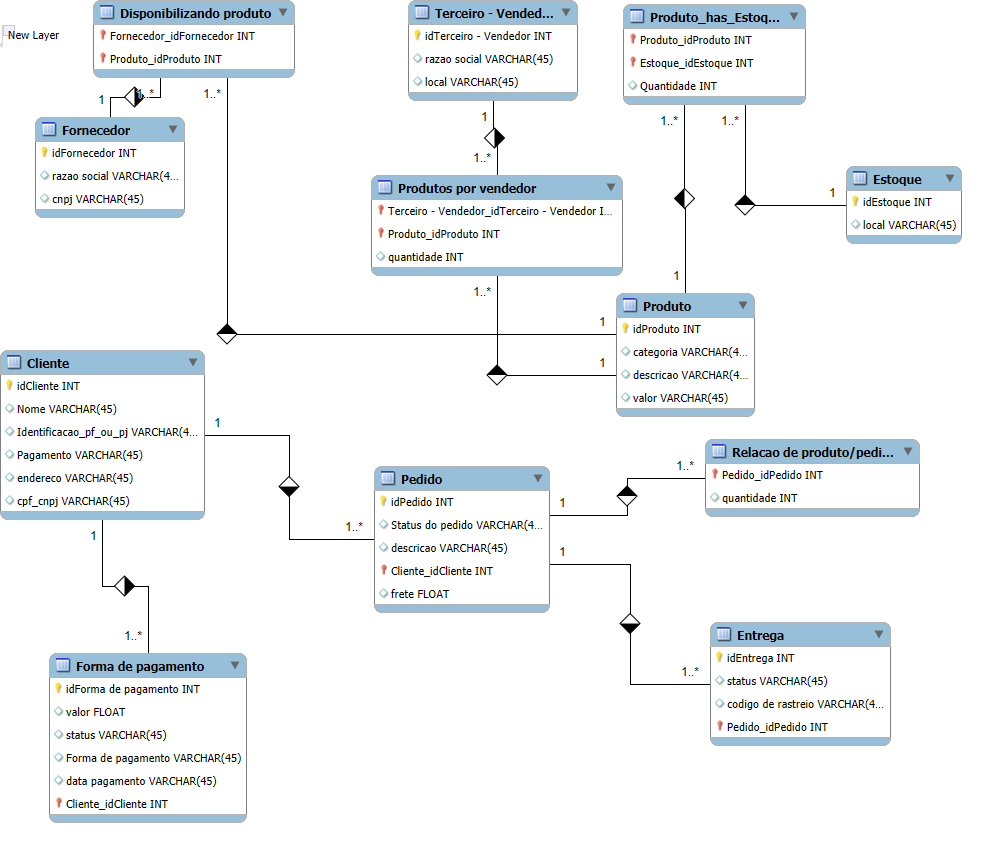 New Layer
Disponibilizando produto
Fornecedor_idFornecedor INT
Produto_idProduto INT
1
1..*
1..*
Fornecedor
idFornecedor INT
razao social VARCHAR(4...
cnpj VARCHAR(45)
Terceiro - Vended...
idTerceiro - Vendedor INT
razao social VARCHAR(45)
local VARCHAR(45)
1
1..*
Produtos por vendedor
Terceiro - Vendedor_idTerceiro - Vendedor I...
Produto_idProduto INT
quantidade INT
1..*
Produto_has_Estoq...
Produto_idProduto INT
Estoque_idEstoque INT
Quantidade INT
1..*
1..*
1
Estoque
idEstoque INT
local VARCHAR(45)
1
1
1
Produto
idProduto INT
categoria VARCHAR(4...
descricao VARCHAR(4...
valor VARCHAR(45)
Cliente
idCliente INT
Nome VARCHAR(45)
Identificacao_pf_ou_pj VARCHAR(4...
Pagamento VARCHAR(45)
endereco VARCHAR(45)
cpf_cnpj VARCHAR(45)
1
1..*
1
1..*
Pedido
idPedido INT
Status do pedido VARCHAR(4...
descricao VARCHAR(45)
Cliente_idCliente INT
frete FLOAT
1
1..*
1
1..*
Relacao de produto/pedi...
Pedido_idPedido INT
quantidade INT
Entrega
idEntrega INT
status VARCHAR(45)
codigo de rastreio VARCHAR(4...
Pedido_idPedido INT
Forma de pagamento
idForma de pagamento INT
valor FLOAT
status VARCHAR(45)
Forma de pagamento VARCHAR(45)
data pagamento VARCHAR(45)
Cliente_idCliente INT